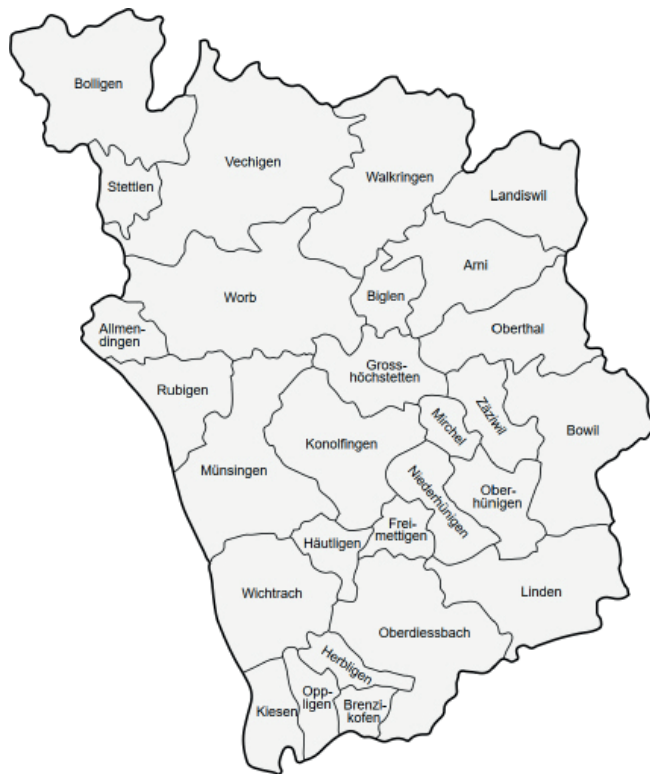 Bolligen
Vechigen
Walkringen
Stettlen
Landiswil
Arni
Worb
Biglen
Allmen-
dingen
Oberthal
Gross-
höchstetten
Rubigen
Zäziwil
Mirchel
Bowil
Konolfingen
Münsingen
Niederhünigen
Ober-
hünigen
Frei-
mettigen
Häutligen
Wichtrach
Linden
Oberdiessbach
Herbligen
Opp-
ligen
Kiesen
Brenzi-
kofen